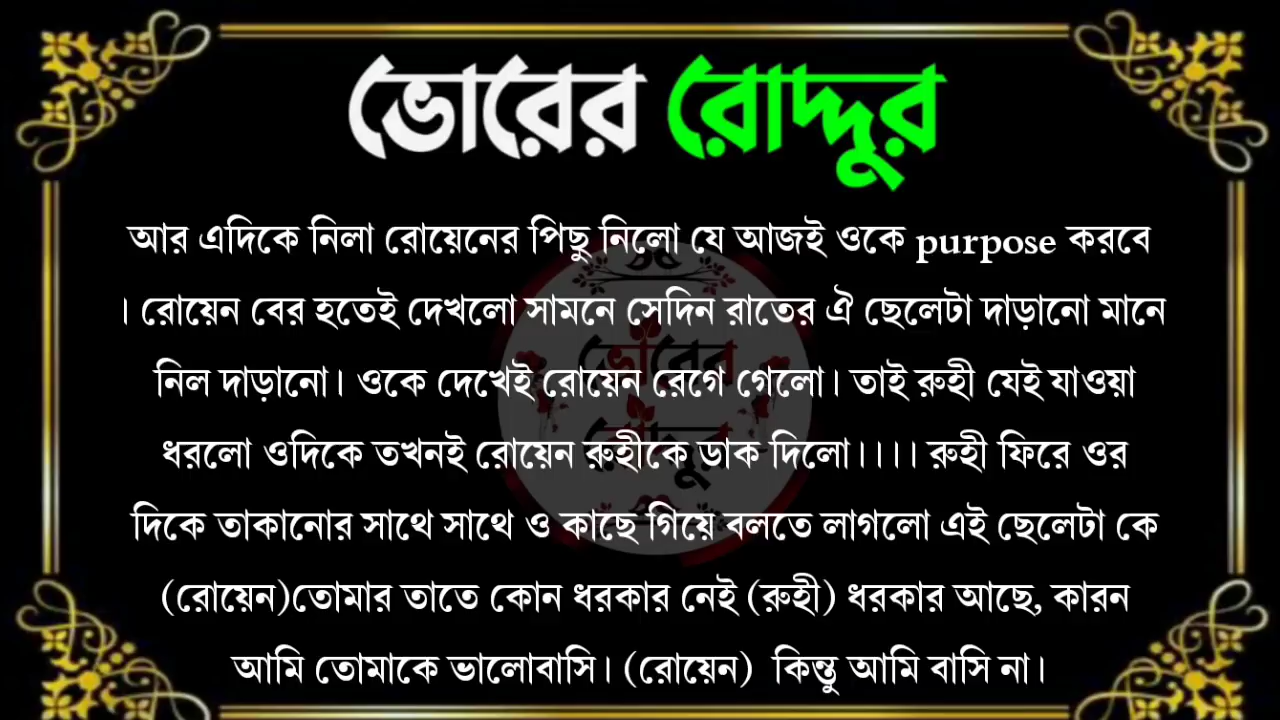 ভোরের রোদ্দুর
আর এদিকে নিলা রোয়েনের পিছু নিলো যে আজই ওকে purpose করবে
। রোয়েন বের হতেই দেখলো সামনে সেদিন রাতের ঐ ছেলেটা দাড়ানো মানে
নিল দাড়ানো। ওকে দেখেই রোয়েন রেগে গেলো। তাই রুহী যেই যাওয়া
ধরলো ওদিকে তখনই রোয়েন রুহীকে ডাক দিলো।।।। রুহী ফিরে ওর
দিকে তাকানোর সাথে সাথে ও কাছে গিয়ে বলতে লাগলো এই ছেলেটা কে
(রোয়েন)তোমার তাতে কোন ধরকার নেই (রুহী) ধরকার আছে, কারন
আমি তোমাকে ভালোবাসি। (রোয়েন) কিন্তু আমি বাসি না।
ভোরের
রোদ্দুর